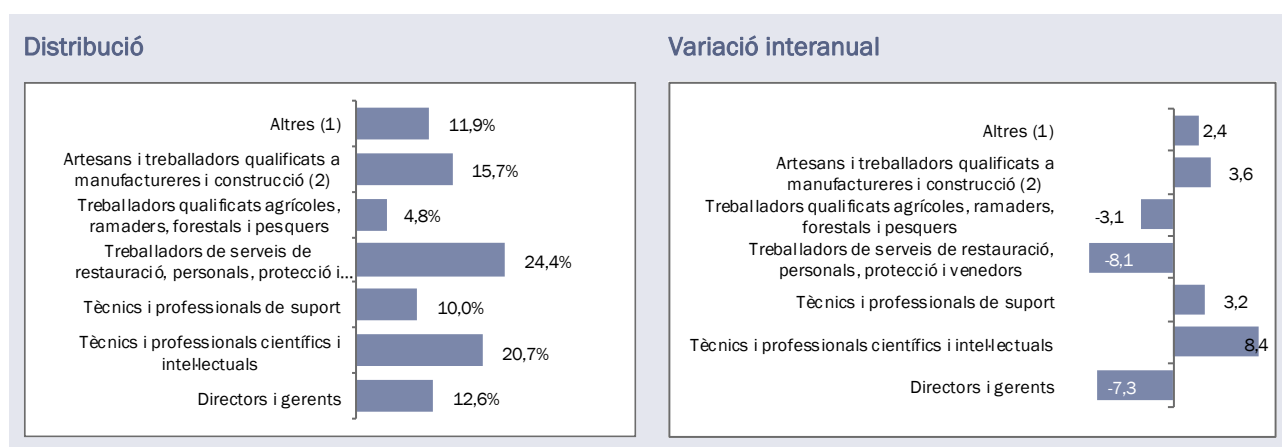 Distribució
Altres (1)
11,9%
Artesans i treballadors qualificats a
manufactureres i construcció (2)
15,7%
Treballadors qualificats agrícoles,
ramaders, forestals i pesquers
4,8%
Treballadors de serveis de
restauració, personals, protecció i...
24,4%
Tècnics i professionals de suport
10,0%
Tècnics i professionals científics i
intel·lectuals
20,7%
Directors i gerents
12,6%
Variació interanual
Altres (1)
2,4
Artesans i treballadors qualificats a
manufactureres i construcció (2)
3,6
Treballadors qualificats agrícoles, ramaders,
forestals i pesquers
-3,1
Treballadors de serveis de restauració,
personals, protecció i venedors
-8,1
Tècnics i professionals de suport
3,2
Tècnics i professionals científics i intel·lectuals
8,4
Directors i gerents
-7,3